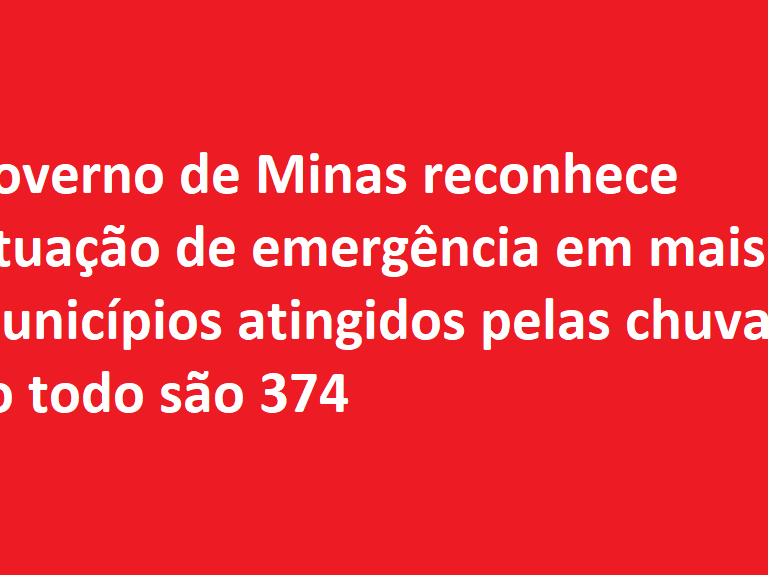 overno de Minas reconhece
tuação de emergência em mais
unicípios atingidos pelas chuva
o todo são 374